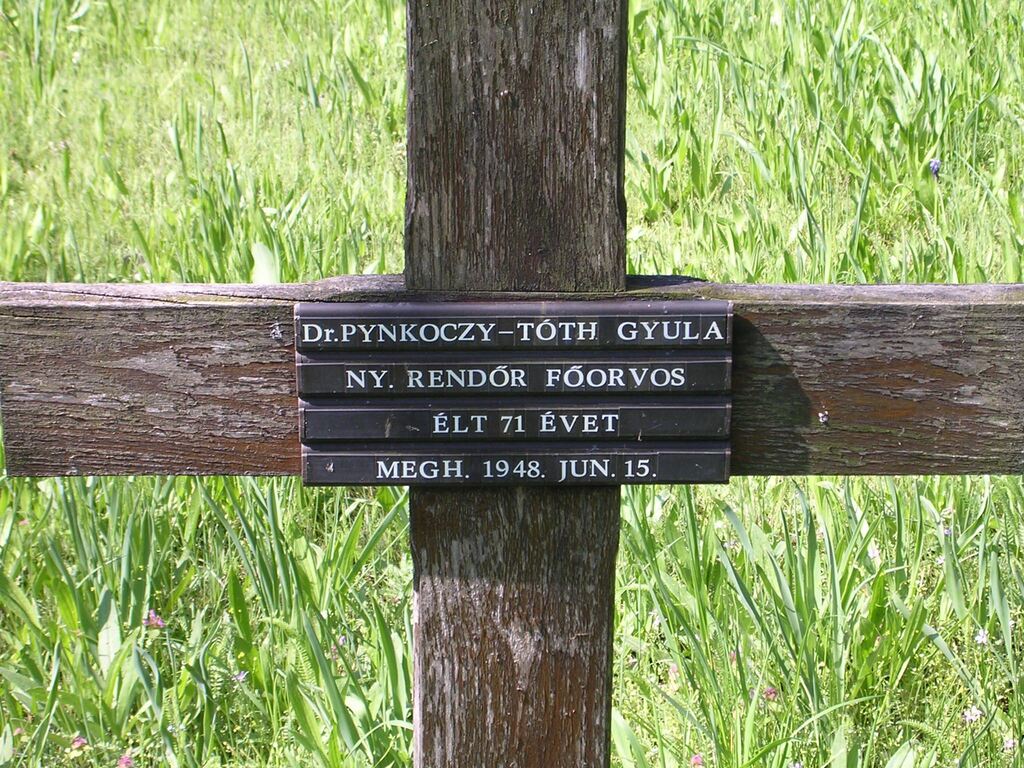 Dr.PYNKOCZY-TÓTH GYULA
NY. RENDŐR FŐORVOS
ÉLT 71 ÉVET
MEGH. 1948. JUN. 15.